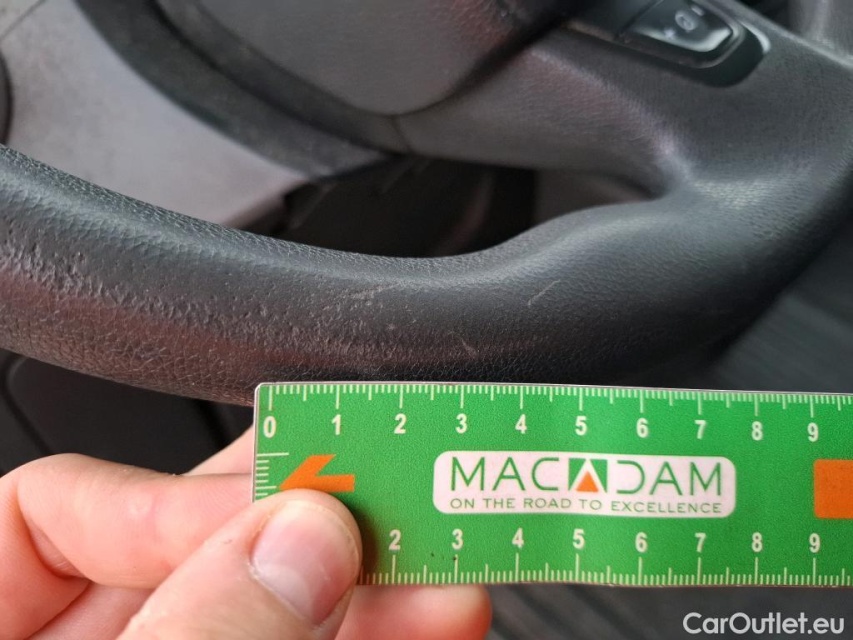 0 1 2 3 4 5 6 7 8 9
MACADAM
ON THE ROAD TO EXCELLENCE
2 3 4 5 6 7 8 9
CarOutlet.eu